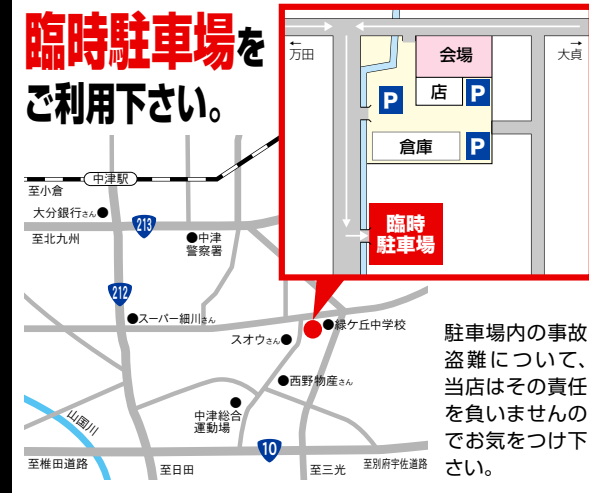 臨時駐車場を
ご利用下さい。
万田
会場
大貞
店
P
P
倉庫
P
臨時
駐車場
中津駅
至小倉
大分銀行さん
213
至北九州
中津
警察署
212
スーパー細川さん
緑ケ丘中学校
スオウさん
西野物産さん
中津総合
運動場
山国川
10
至椎田道路
至日田
至三光
至別府宇佐道路
駐車場内の事故
盗難について、
当店はその責任
を負いませんの
でお気をつけ下
さい。